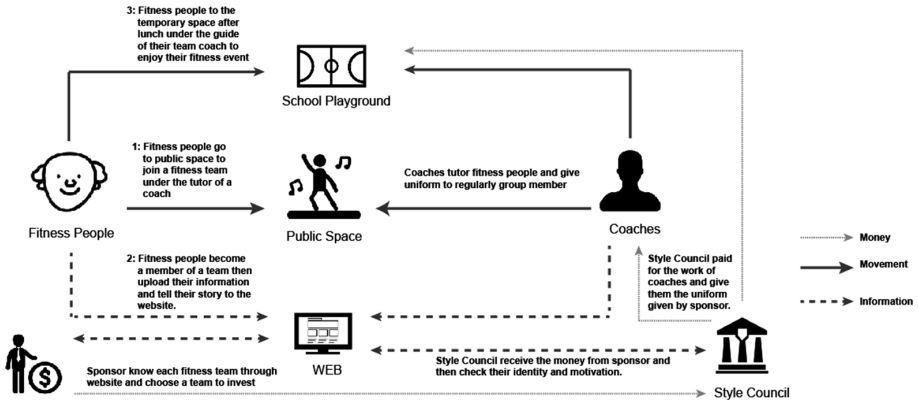 3: Fitness people to the
temporary space after
lunch under the guide
of their team coach to
enjoy their fitness event
School Playground
1: Fitness people go
to public space to
join a fitness team
under the tutor of a
coach
Coaches tutor fitness people and give
uniform to regularly group member
Fitness People
Public Space
Coaches
2: Fitness people become
a member of a team then
upload their information
and tell their story to the
website.
Style Council paid
for the work of
coaches and give
them the uniform
given by sponsor.
Money
Movement
Information
WEB
Sponsor know each fitness team through
website and choose a team to invest
Style Council receive the money from sponsor and
then check their identity and motivation.
Style Council